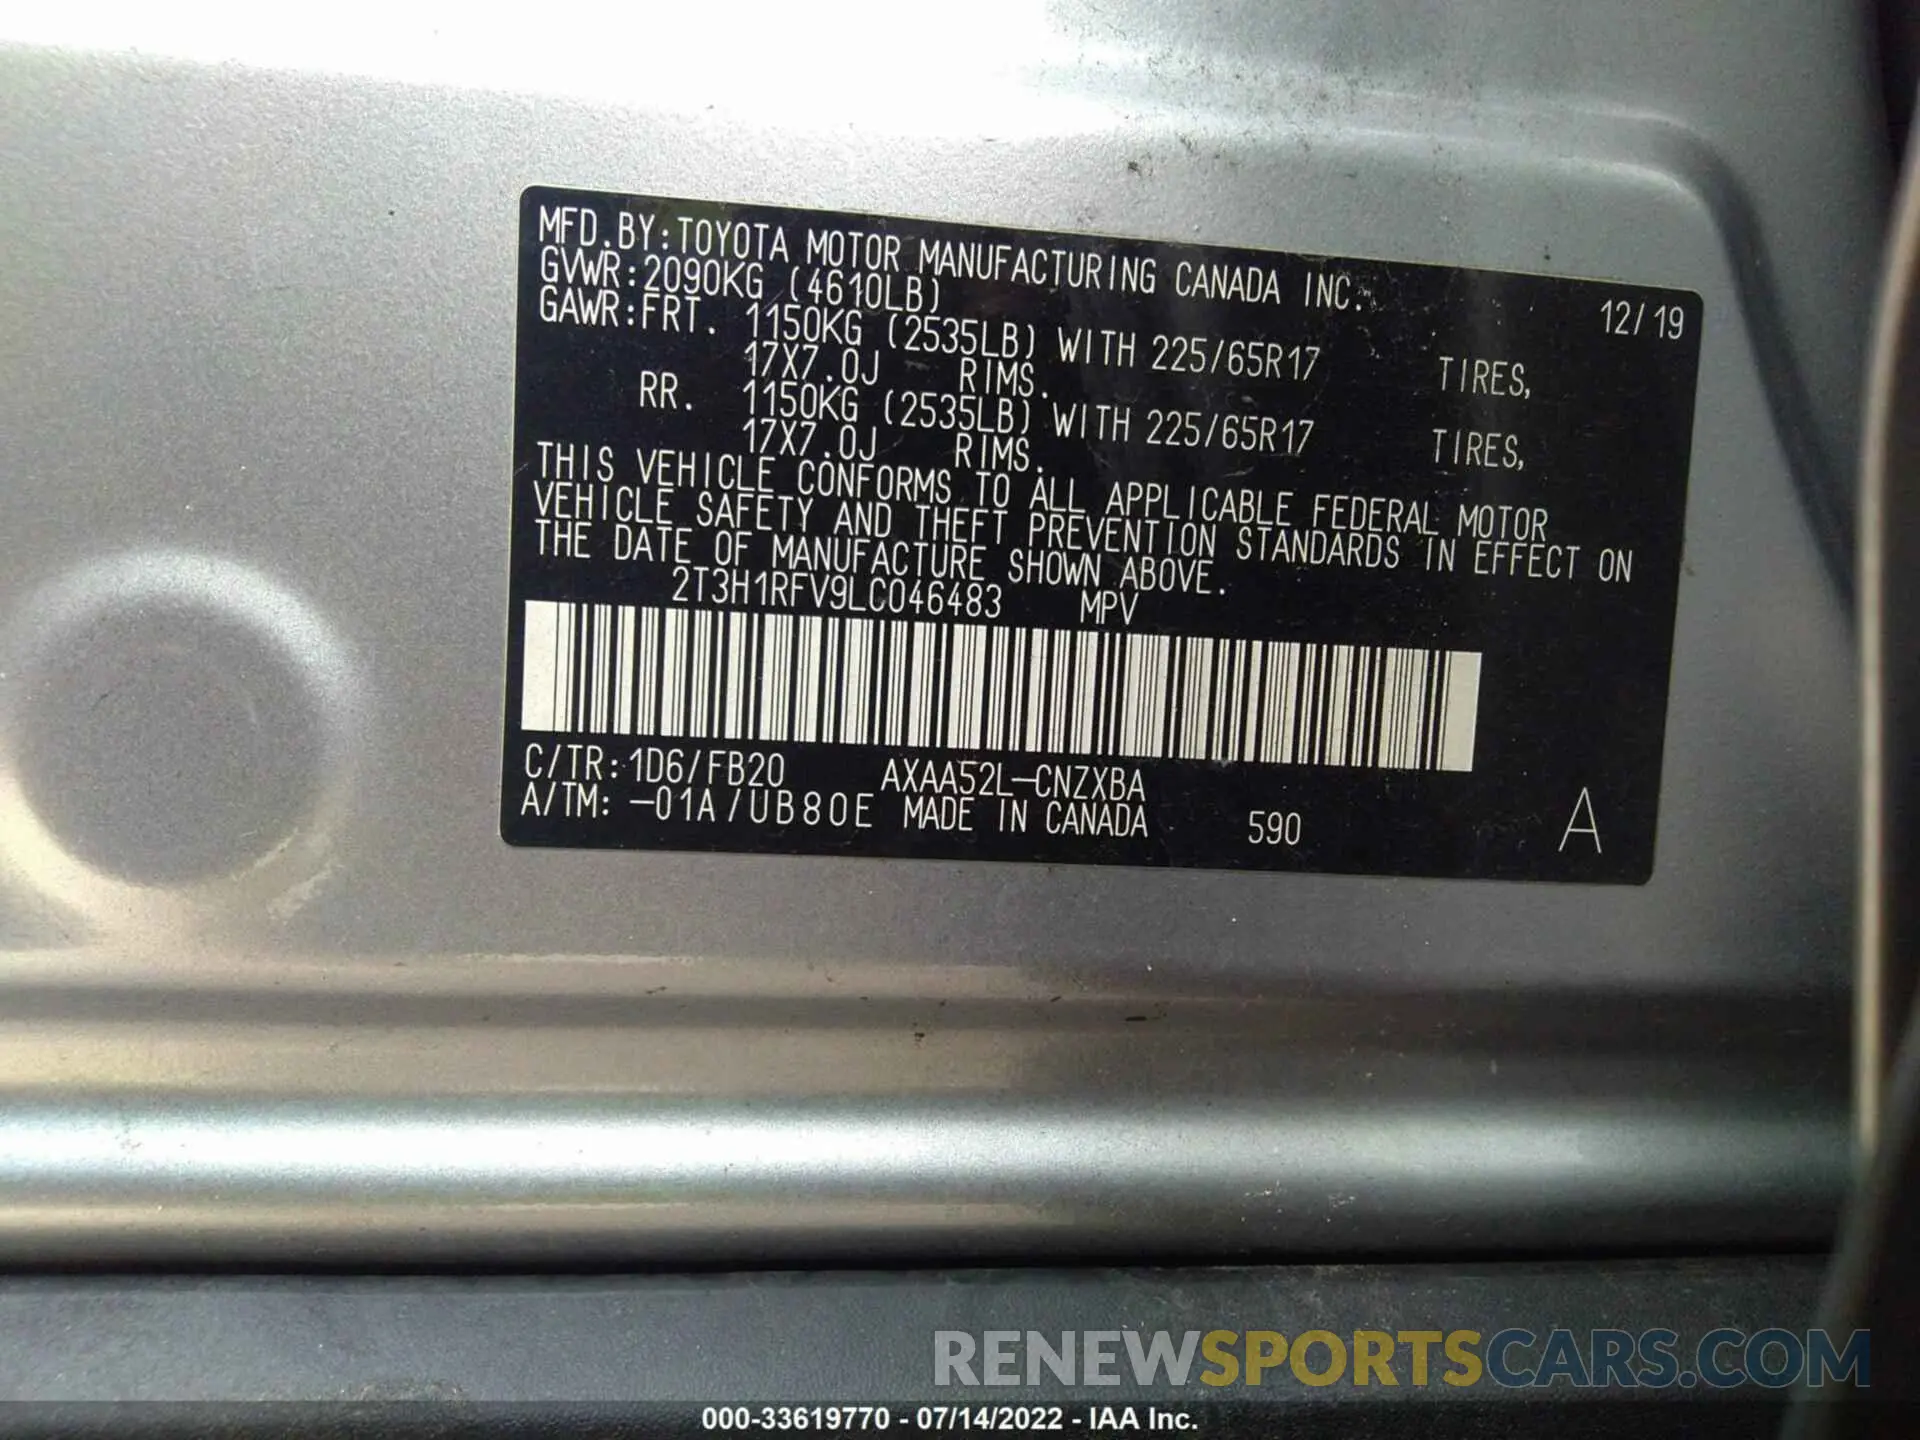 MFD.BY:TOYOTA MOTOR MANUFACTURING CANADA INC. 12/19
GVWR:2090KG (4610LB)
GAWR:FRT. 1150KG (2535LB) WITH 225/65R17 TIRES,
17X7.0J RIMS.
RR. 1150KG (2535LB) WITH 225/65R17 TIRES,
17X7.0J RIMS.
THIS VEHICLE CONFORMS TO ALL APPLICABLE FEDERAL MOTOR
VEHICLE SAFETY AND THEFT PREVENTION STANDARDS IN EFFECT ON
THE DATE OF MANUFACTURE SHOWN ABOVE.
2T3H1RFV9LC046483 MPV
C/TR:1D6/FB20 AXAA52L-CNZXBA
A/TM:-01A/UB80E MADE IN CANADA 590 A
RENEWSPORTSCARS.COM
000-33619770 - 07/14/2022 - IAA Inc.